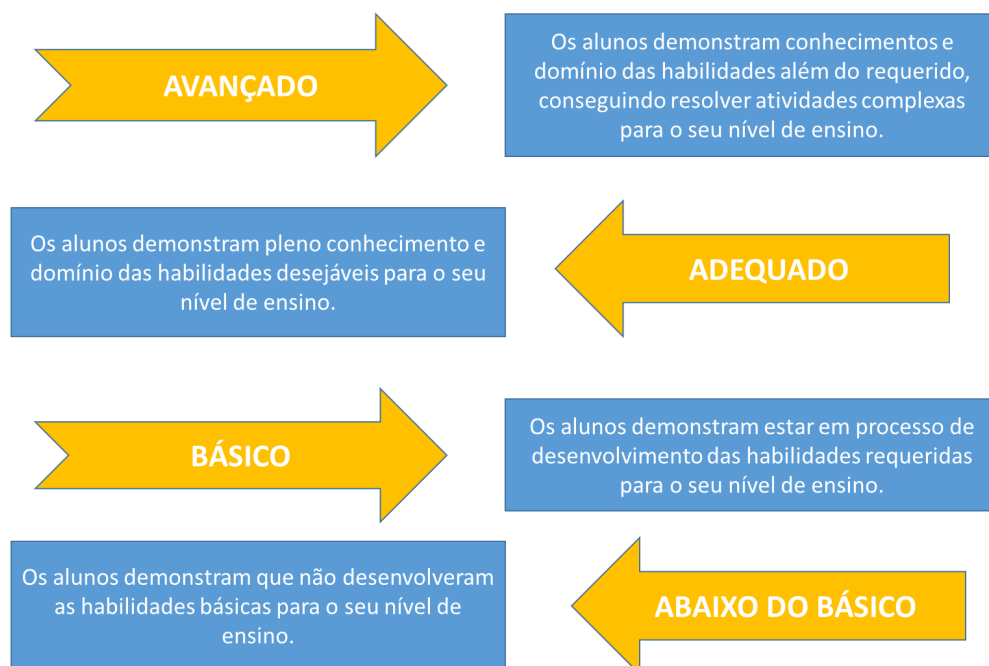 AVANÇADO
Os alunos demonstram conhecimentos e
domínio das habilidades além do requerido,
conseguindo resolver atividades complexas
para o seu nível de ensino.
Os alunos demonstram pleno conhecimento e
domínio das habilidades desejáveis para o seu
nível de ensino.
ADEQUADO
BÁSICO
Os alunos demonstram estar em processo de
desenvolvimento das habilidades requeridas
para o seu nível de ensino.
Os alunos demonstram que não desenvolveram
as habilidades básicas para o seu nível de
ensino.
ABAIXO DO BÁSICO